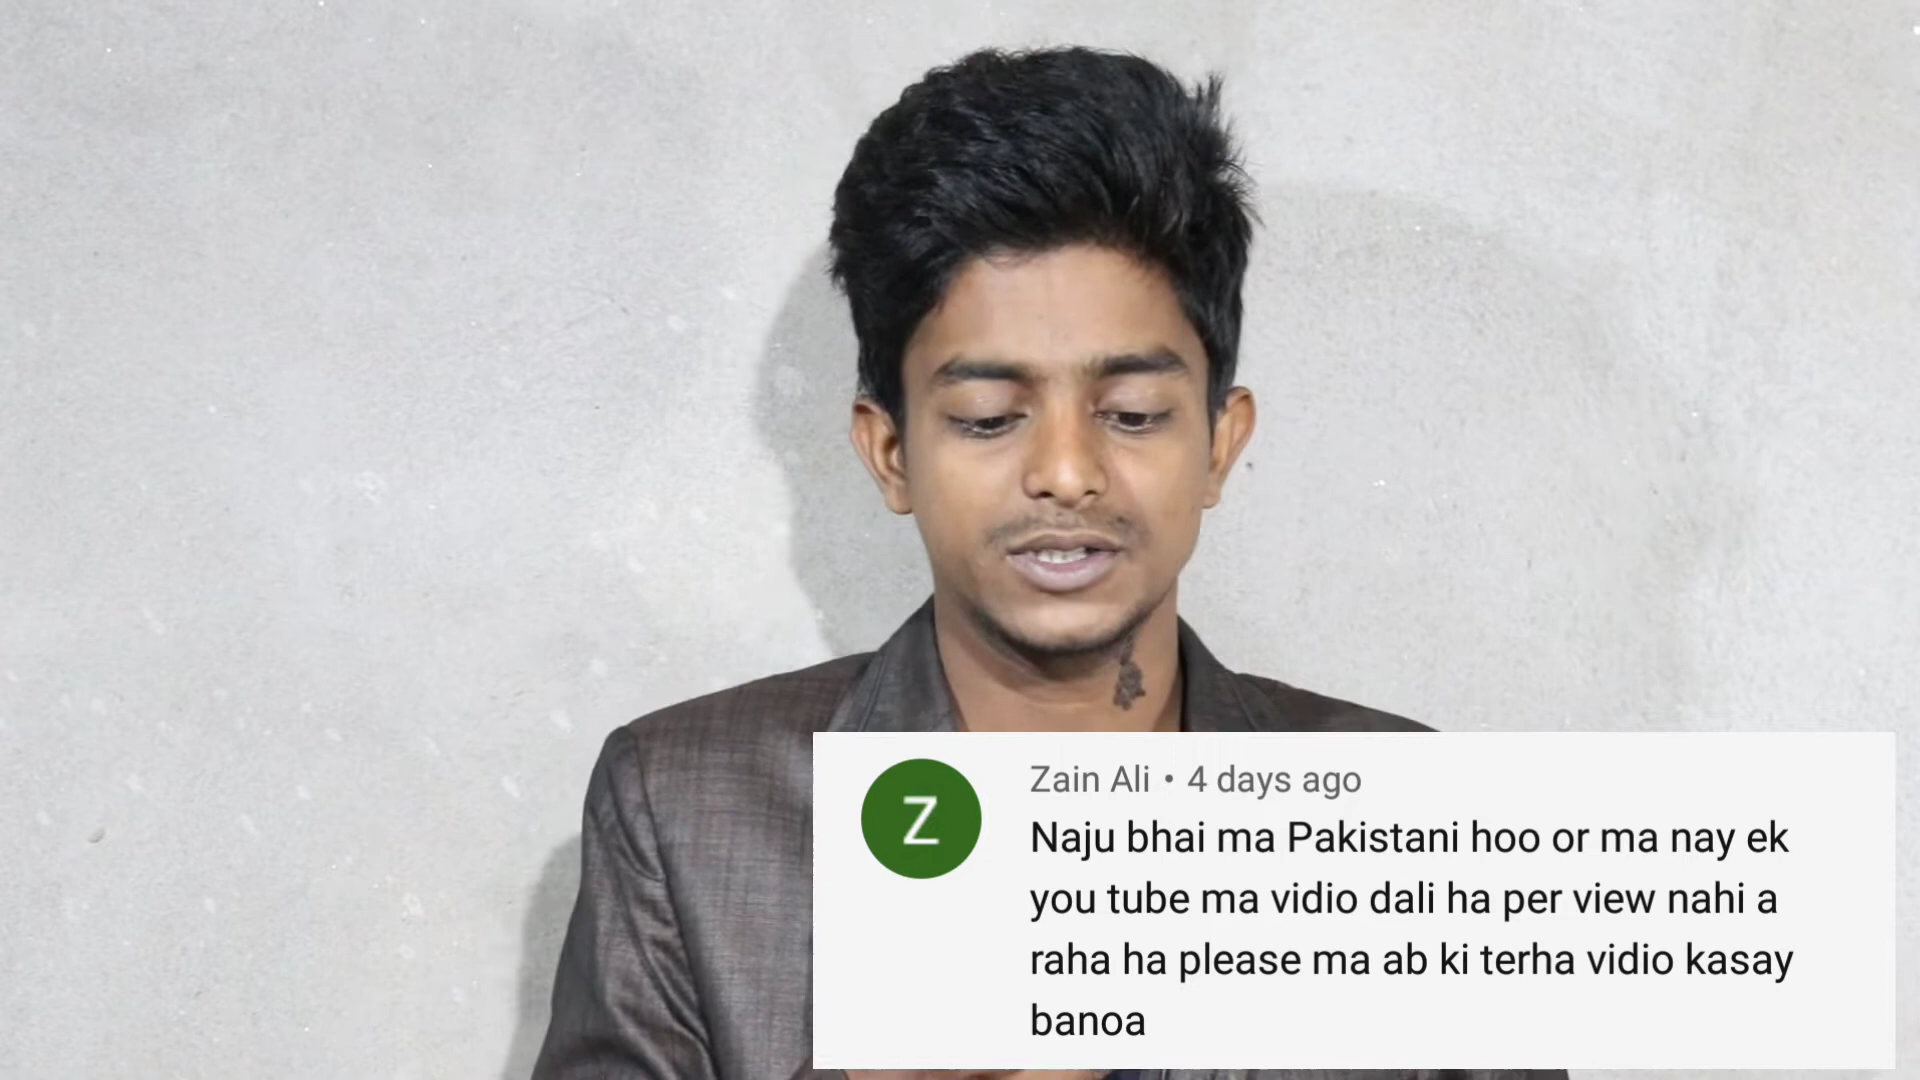 Z
Zain Ali • 4 days ago
Naju bhai ma Pakistani hoo or ma nay ek
you tube ma vidio dali ha per view nahi a
raha ha please ma ab ki terha vidio kasay
banoa